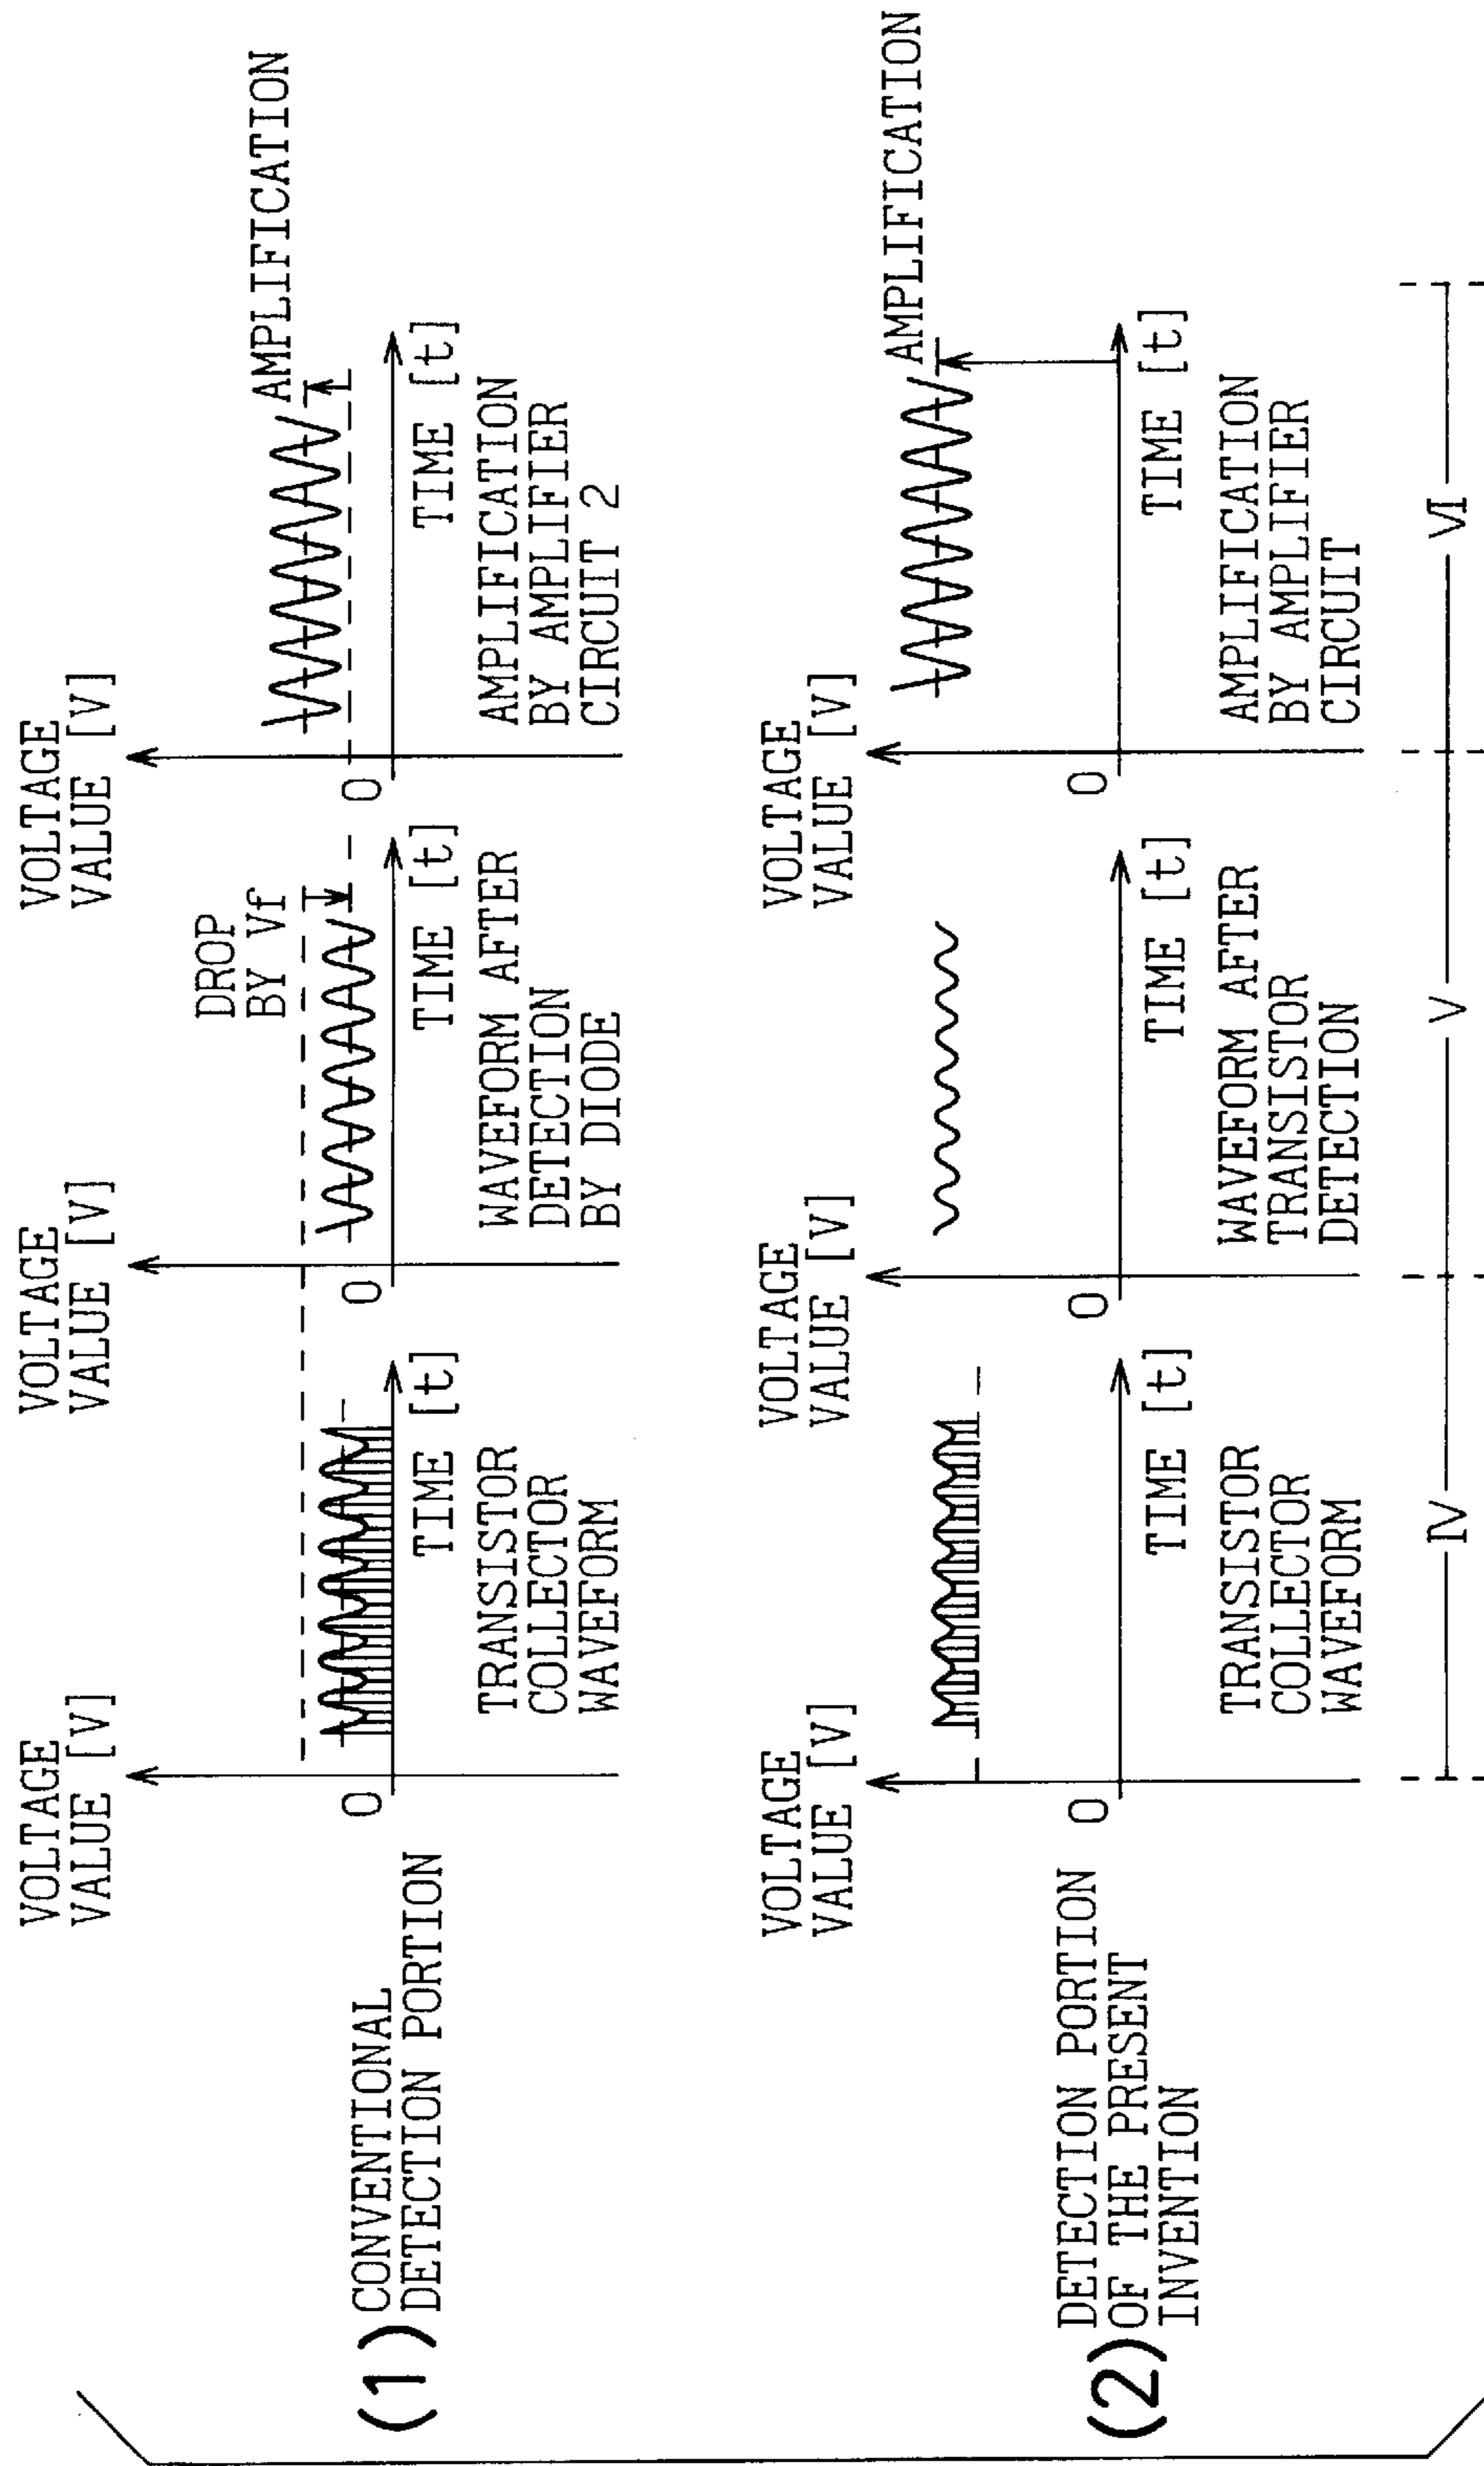 (1) CONVENTIONAL
DETECTION PORTION
VOLTAGE
VALUE [V]
0
TIME [t]
TRANSISTOR
COLLECTOR
WAVEFORM
VOLTAGE
VALUE [V]
DROP
BY Vf
0
TIME [t]
WAVEFORM AFTER
DETECTION
BY DIODE
VOLTAGE
VALUE [V]
AMPLIFICATION
0
TIME [t]
AMPLIFICATION
BY AMPLIFIER
CIRCUIT 2
(2) DETECTION PORTION
OF THE PRESENT
INVENTION
VOLTAGE
VALUE [V]
0
TIME [t]
TRANSISTOR
COLLECTOR
WAVEFORM
VOLTAGE
VALUE [V]
0
TIME [t]
WAVEFORM AFTER
TRANSISTOR
DETECTION
VOLTAGE
VALUE [V]
AMPLIFICATION
0
TIME [t]
AMPLIFICATION
BY AMPLIFIER
CIRCUIT
IV
V
VI